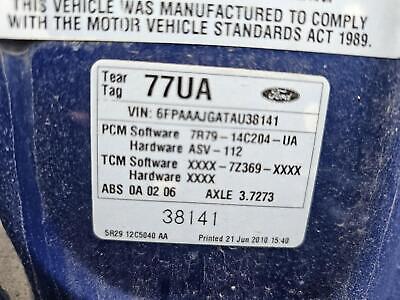 THIS VEHICLE WAS MANUFACTURED TO COMPLY
WITH THE MOTOR VEHICLE STANDARDS ACT 1989.
Tear Tag 77UA Ford
VIN: 6FPAAAJGATAU38141
PCM Software 7R79-14C204-UA
Hardware ASV-112
TCM Software XXXX-7Z369-XXXX
Hardware XXXX
ABS 0A 02 06 AXLE 3.7273
38141
5R29 12C5040 AA Printed 21 Jun 2010 15:40